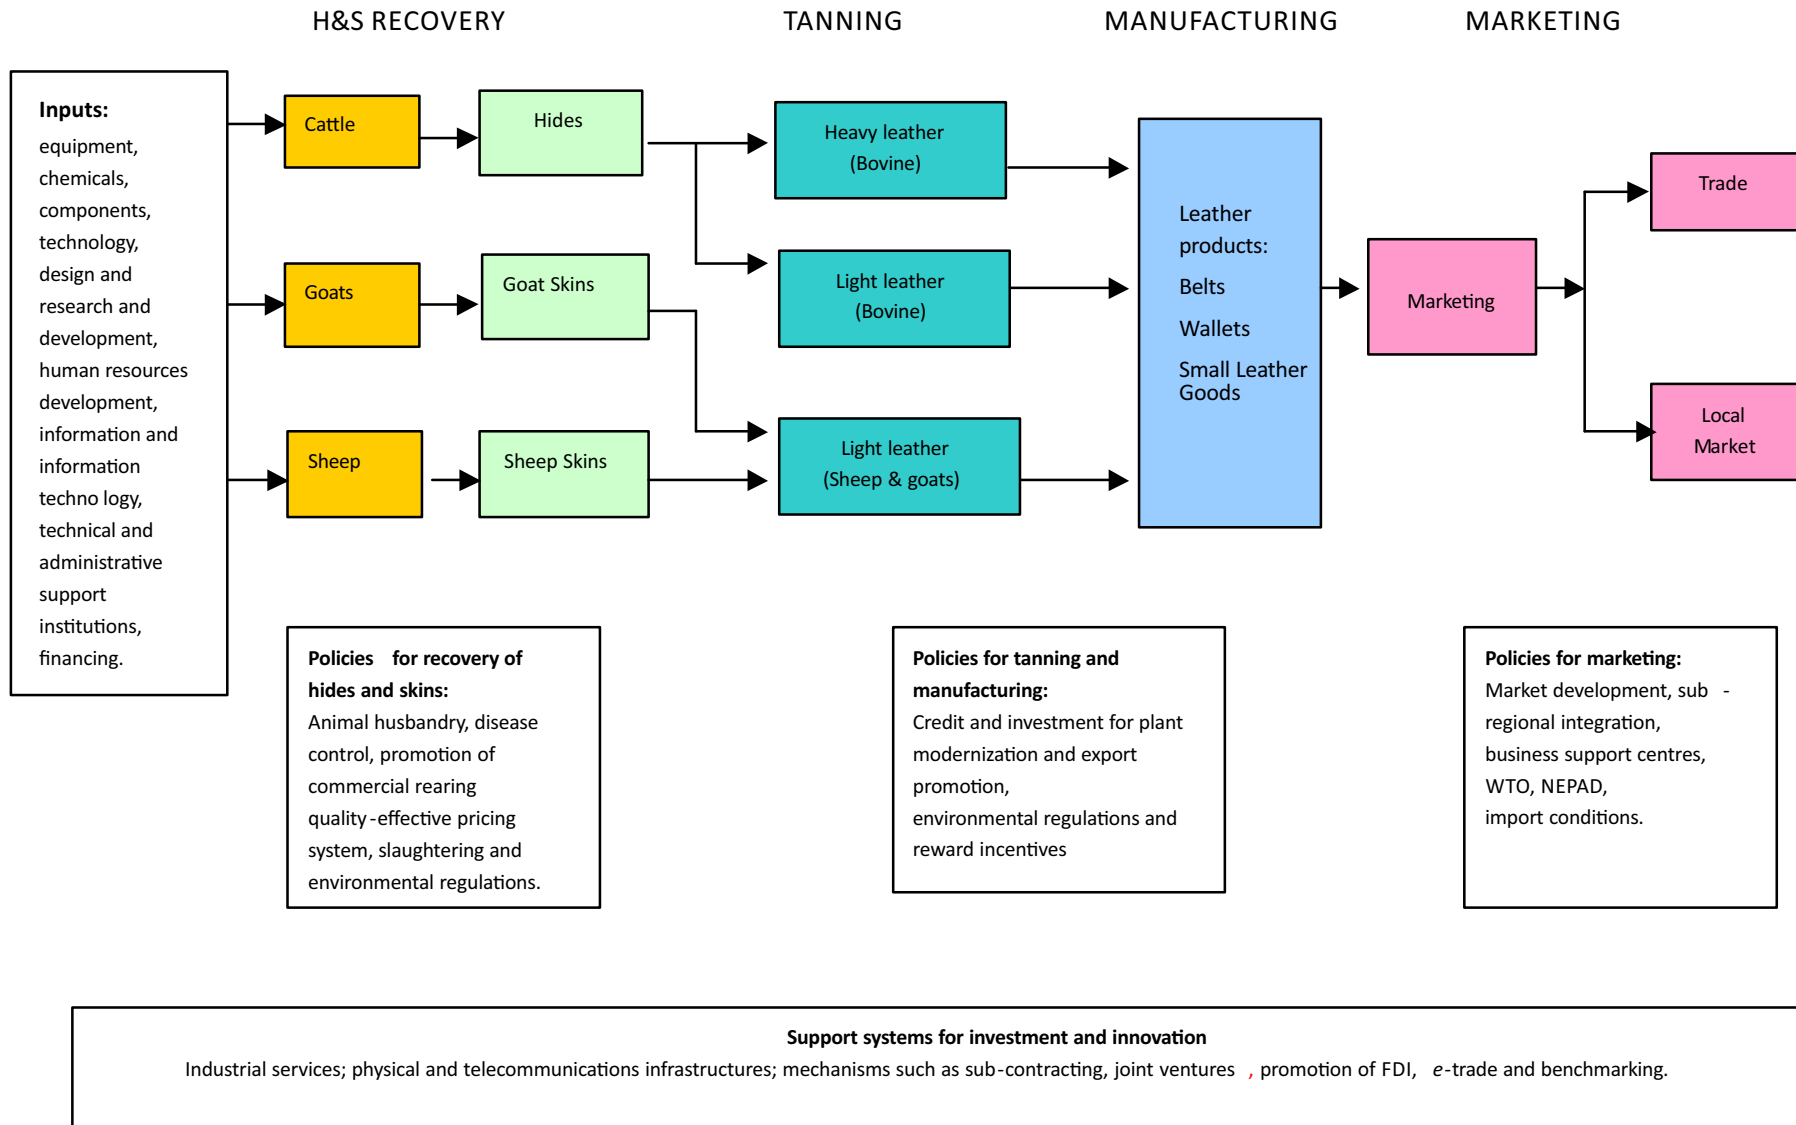 H&S RECOVERY
TANNING
MANUFACTURING
MARKETING
Inputs:
equipment,
chemicals,
components,
technology,
design and
research and
development,
human resources
development,
information and
information
techno logy,
technical and
administrative
support
institutions,
financing.
Cattle
Hides
Goats
Goat Skins
Sheep
Sheep Skins
Heavy leather
(Bovine)
Light leather
(Bovine)
Light leather
(Sheep & goats)
Leather
products:
Belts
Wallets
Small Leather
Goods
Marketing
Trade
Local
Market
Policies for recovery of
hides and skins:
Animal husbandry, disease
control, promotion of
commercial rearing
quality-effective pricing
system, slaughtering and
environmental regulations.
Policies for tanning and
manufacturing:
Credit and investment for plant
modernization and export
promotion,
environmental regulations and
reward incentives
Policies for marketing:
Market development, sub -
regional integration,
business support centres,
WTO, NEPAD,
import conditions.
Support systems for investment and innovation
Industrial services; physical and telecommunications infrastructures; mechanisms such as sub-contracting, joint ventures , promotion of FDI, e-trade and benchmarking.